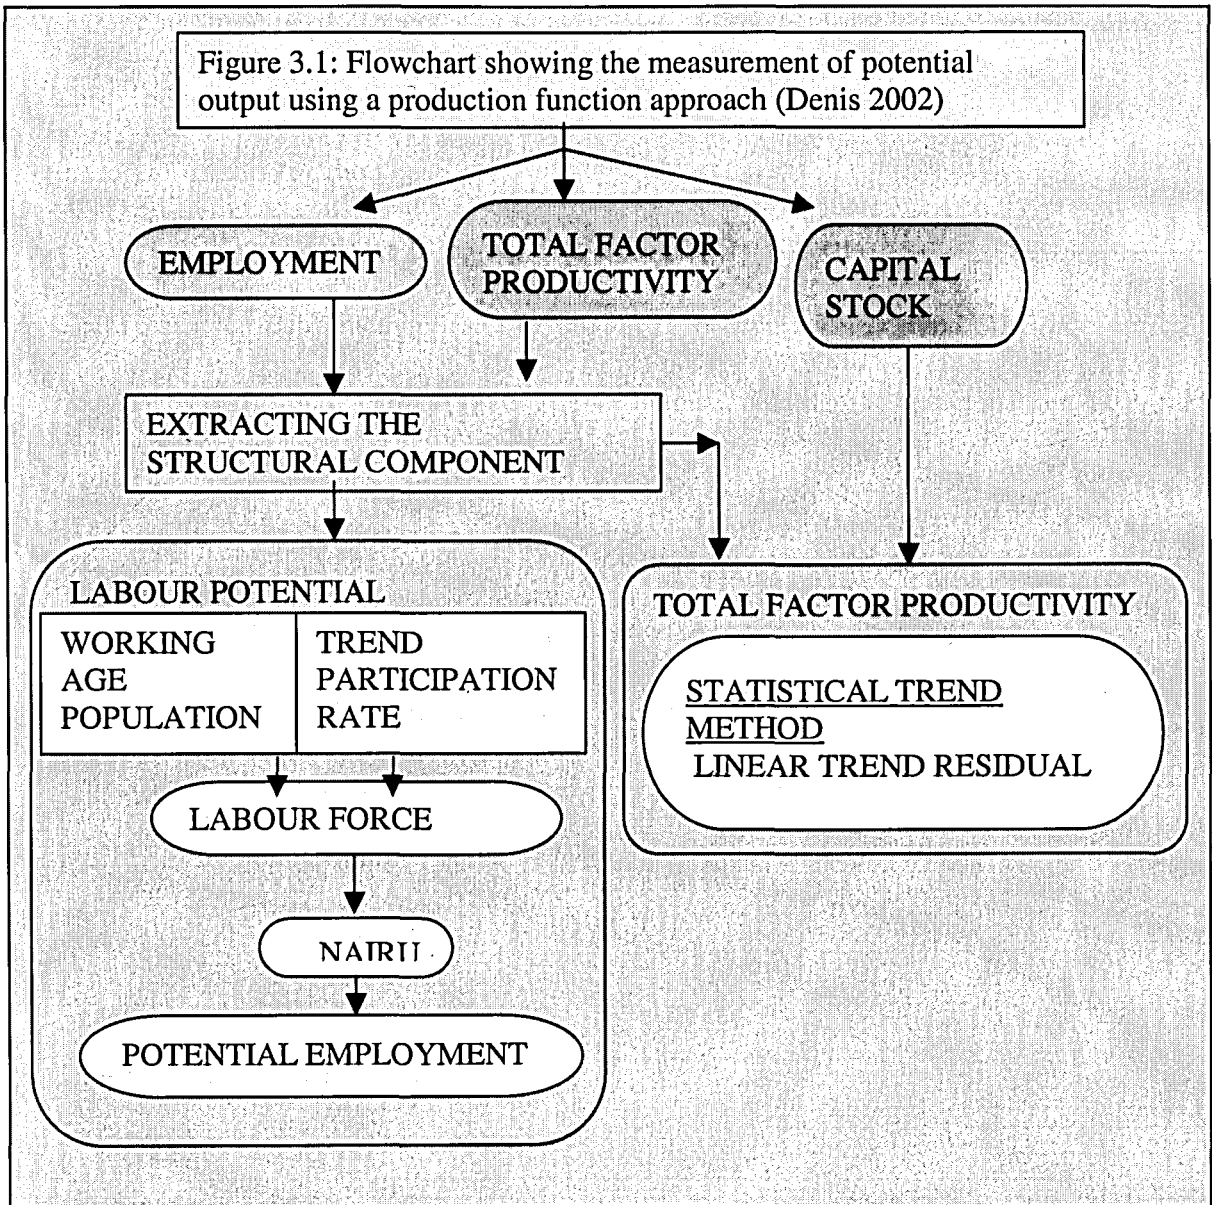 Figure 3.1: Flowchart showing the measurement of potential
output using a production function approach (Denis 2002)
EMPLOYMENT
TOTAL FACTOR
PRODUCTIVITY
CAPITAL
STOCK
EXTRACTING THE
STRUCTURAL COMPONENT
LABOUR POTENTIAL
WORKING
AGE
POPULATION
TREND
PARTICIPATION
RATE
LABOUR FORCE
NAIRU
POTENTIAL EMPLOYMENT
TOTAL FACTOR PRODUCTIVITY
STATISTICAL TREND
METHOD
LINEAR TREND RESIDUAL